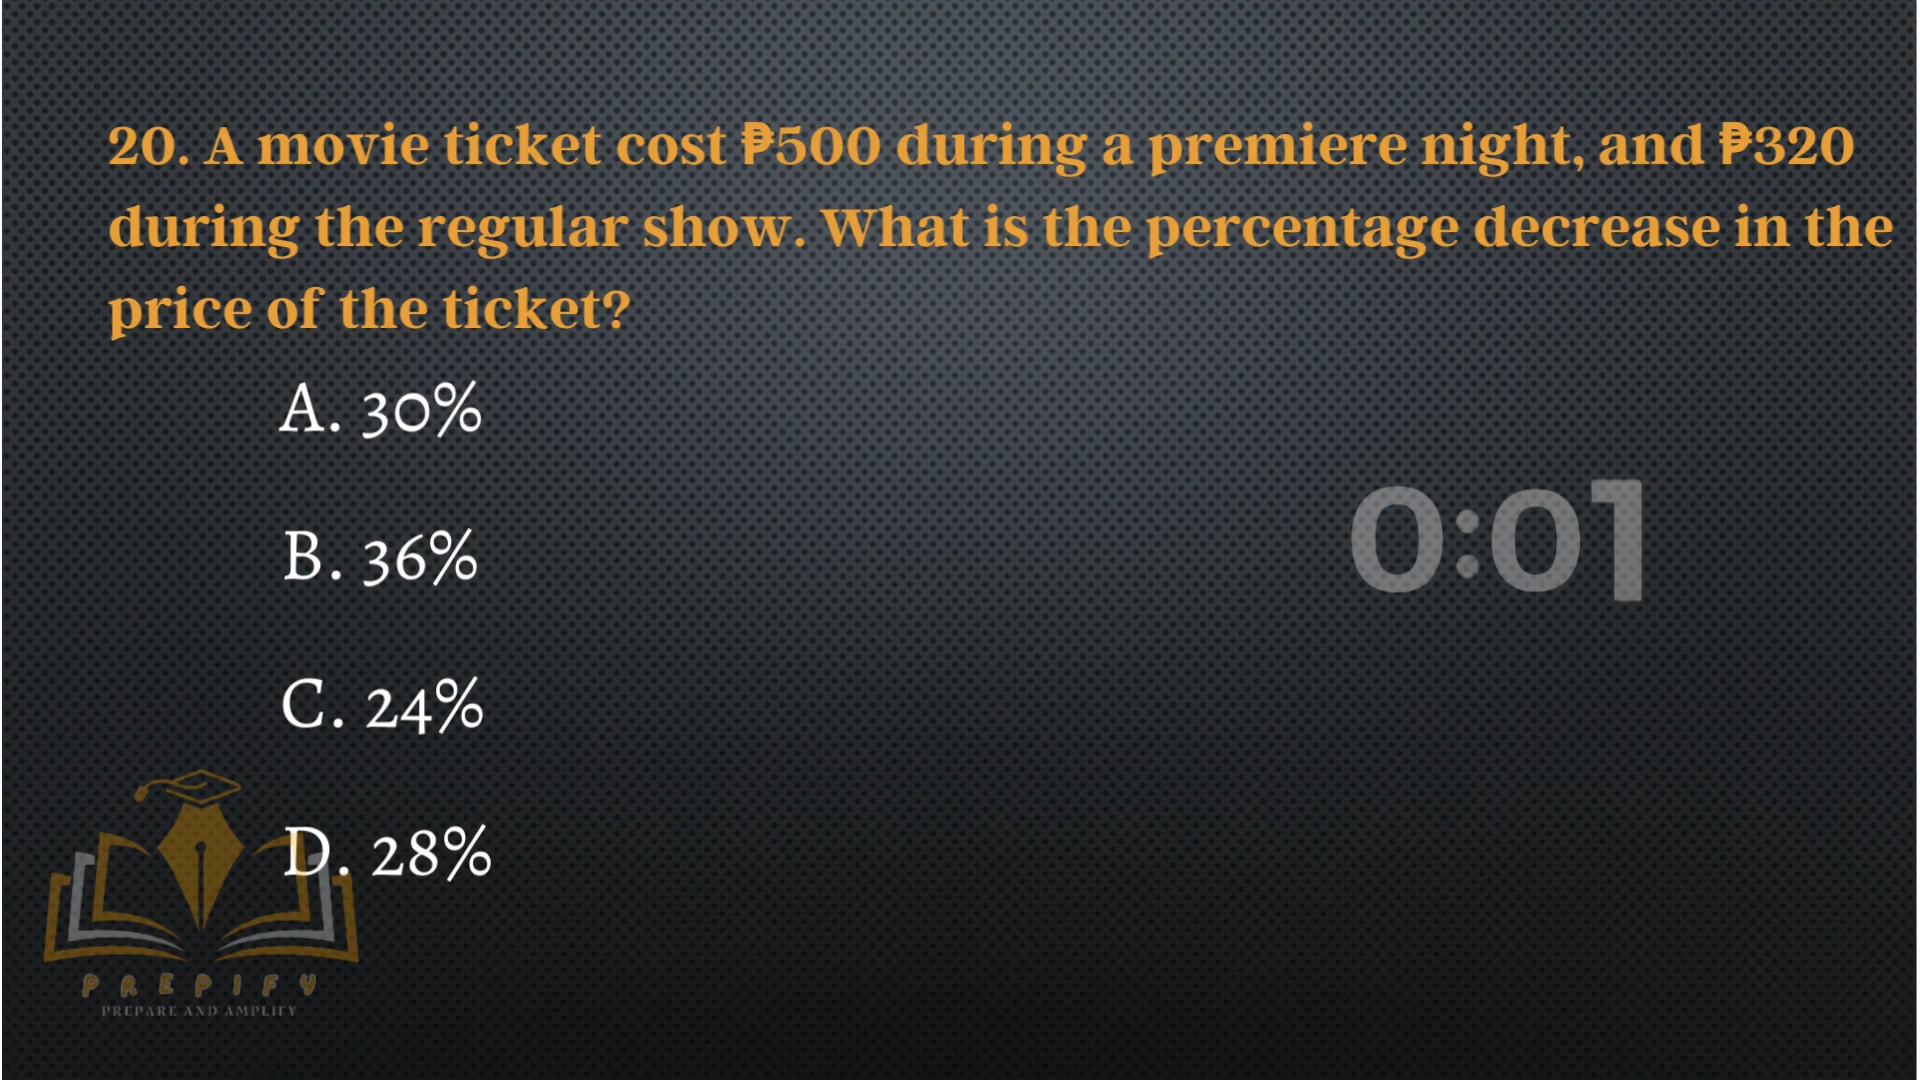 20. A movie ticket cost ₱500 during a premiere night, and ₱320
during the regular show. What is the percentage decrease in the
price of the ticket?
A. 30%
B. 36%
0:01
C. 24%
D. 28%
PREPIFY
PREPARE AND AMPLIFY